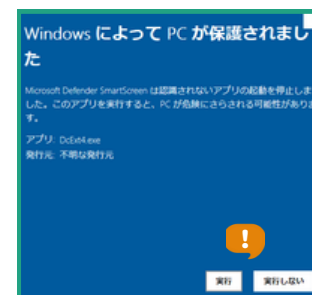 Windows によって PC が保護されまし
た
Microsoft Defender SmartScreen は認識されないアプリの起動を停止しま
した。このアプリを実行すると、PC が危険にさらされる可能性がありま
す。
アプリ: DcExt4.exe
発行元: 不明な発行元
!
実行
実行しない